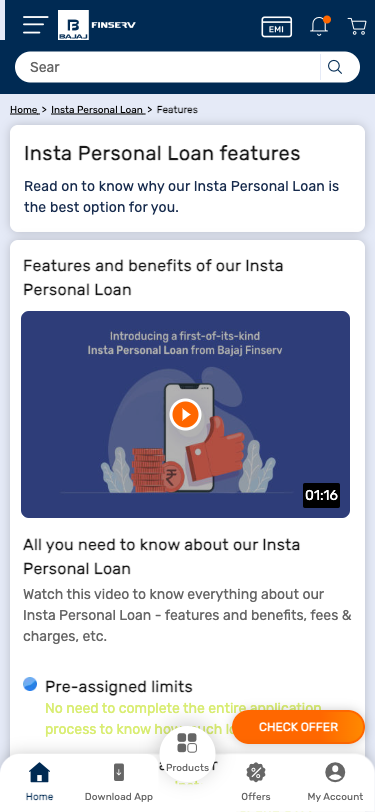 BAJAJ
FINSERV
EMI
Sear
Home > Insta Personal Loan > Features
Insta Personal Loan features
Read on to know why our Insta Personal Loan is
the best option for you.
Features and benefits of our Insta
Personal Loan
Introducing a first-of-its-kind
Insta Personal Loan from Bajaj Finserv
01:16
All you need to know about our Insta
Personal Loan
Watch this video to know everything about our
Insta Personal Loan - features and benefits, fees &
charges, etc.
Pre-assigned limits
No need to complete the entire application
process to know how much
CHECK OFFER
Home
Download App
Products
Offers
My Account